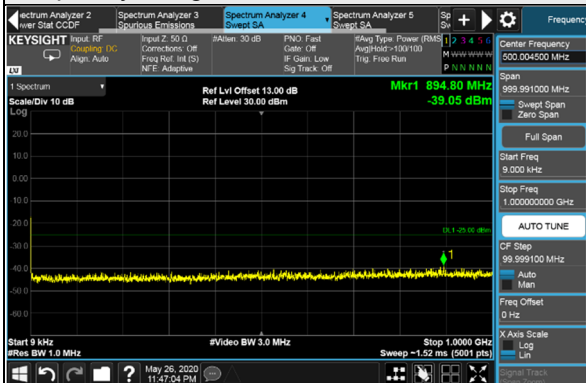 Spectrum Analyzer 2 Spectrum Analyzer 3 Spectrum Analyzer 4 Spectrum Analyzer 5 Sp
wer Stat CCDF Spurious Emissions Swept SA Swept SA Sw
Frequency
KEYSIGHT Input: RF Input Z: 50 Ω #Atten: 30 dB PNO: Fast #Avg Type: Power (RMS 1 2 3 4 5 6
Coupling: DC Corrections: Off Gate: Off Avg|Hold:>100/100 M W W W W W
Align: Auto Freq Ref: Int (S) IF Gain: Low Trig: Free Run
NFE: Adaptive Sig Track: Off P N N N N N
LU
1 Spectrum
Scale/Div 10 dB
Log
Ref Lvl Offset 13.00 dB
Ref Level 30.00 dBm
Mkr1 894.80 MHz
-39.05 dBm
20.0
10.0
0.00
-10.0
-20.0
DL1 -25.00 dBm
-30.0
1
-40.0
-50.0
-60.0
Start 9 kHz #Video BW 3.0 MHz Stop 1.0000 GHz
#Res BW 1.0 MHz Sweep ~1.52 ms (5001 pts)
May 26, 2020
11:47:04 PM
Center Frequency
500.004500 MHz
Span
999.991000 MHz
Swept Span
Zero Span
Full Span
Start Freq
9.000 kHz
Stop Freq
1.000000000 GHz
AUTO TUNE
CF Step
99.999100 MHz
Auto
Man
Freq Offset
0 Hz
X Axis Scale
Log
Lin
Signal Track